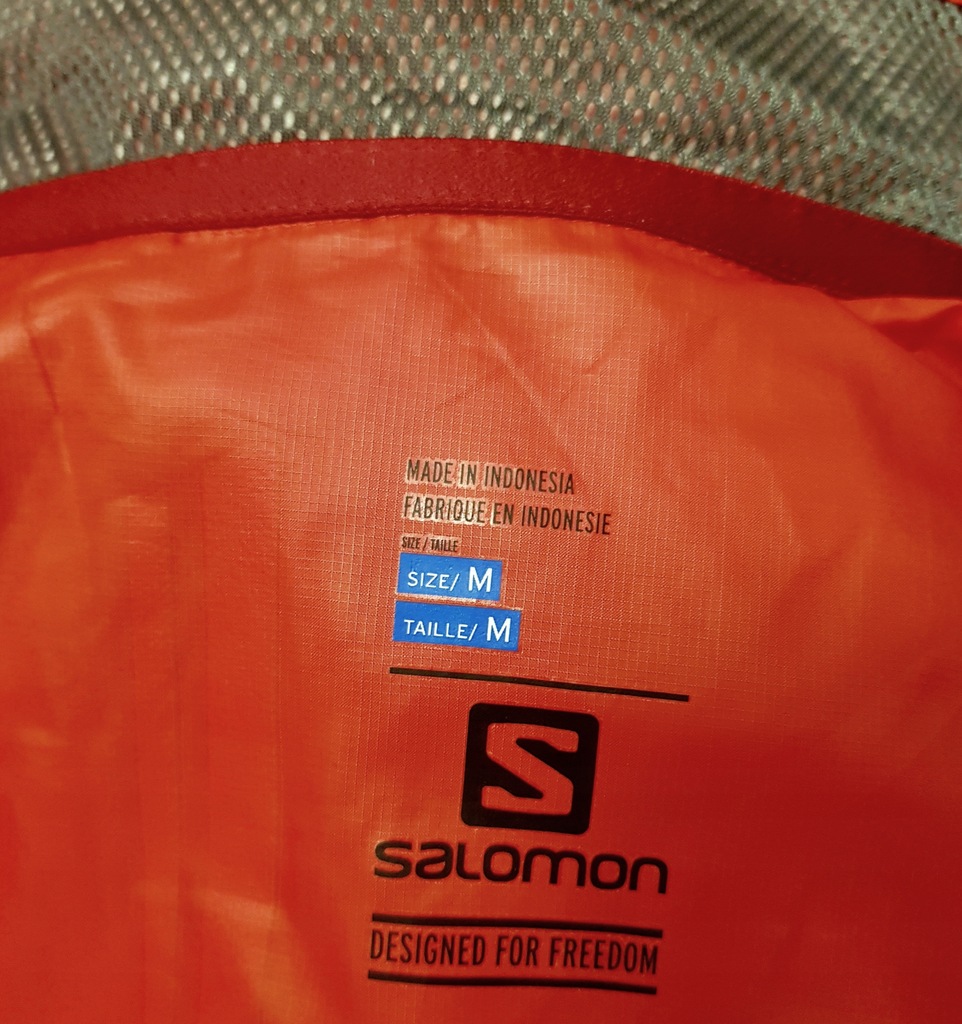 MADE IN INDONESIA
FABRIQUE EN INDONESIE
SIZE / TAILLE
SIZE/ M
TAILLE/ M
S
SALOMON
DESIGNED FOR FREEDOM